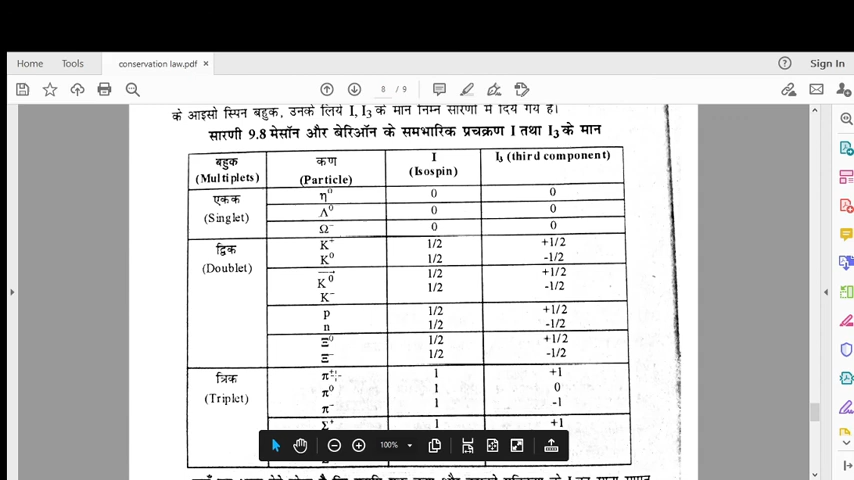 Home Tools conservation law.pdf × Sign In
8 / 9
के आइसो स्पिन बहुक, उनके लिये I, I₃ के मान निम्न सारणी में दिये गये हैं।
सारणी 9.8 मेसॉन और बेरिऑन के समभारिक प्रचक्रण I तथा I₃ के मान
बहुक (Multiplets) कण (Particle) I (Isospin) I₃ (third component)
एकक (Singlet) η⁰ 0 0
Λ⁰ 0 0
Ω⁻ 0 0
द्विक (Doublet) K⁺ 1/2 +1/2
K⁰ 1/2 -1/2
K̅⁰ 1/2 +1/2
K⁻ 1/2 -1/2
p 1/2 +1/2
n 1/2 -1/2
Ξ⁰ 1/2 +1/2
Ξ⁻ 1/2 -1/2
त्रिक (Triplet) π⁺ 1 +1
π⁰ 1 0
π⁻ 1 -1
Σ⁺ 1 +1
100%